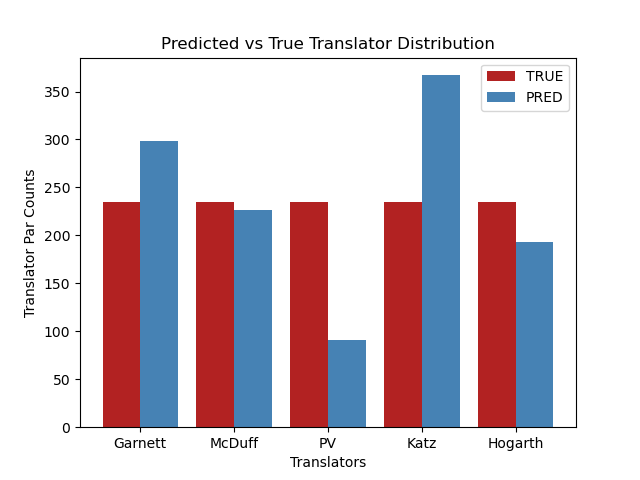 Predicted vs True Translator Distribution
TRUE
PRED
Translator Par Counts
350
300
250
200
150
100
50
0
Garnett McDuff PV Katz Hogarth
Translators